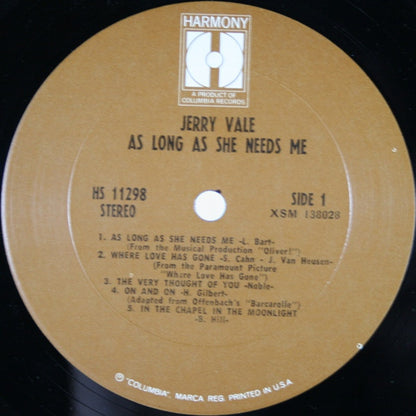 HARMONY
A PRODUCT OF
COLUMBIA RECORDS
JERRY VALE
AS LONG AS SHE NEEDS ME
HS 11298
STEREO
SIDE 1
XSM 138028
1. AS LONG AS SHE NEEDS ME -L. Bart-
(From the Musical Production "Oliver!")
2. WHERE LOVE HAS GONE -S. Cahn - J. Van Heusen-
(From the Paramount Picture
"Where Love Has Gone")
3. THE VERY THOUGHT OF YOU -Noble-
4. ON AND ON -H. Gilbert-
(Adapted from Offenbach's "Barcarolle")
5. IN THE CHAPEL IN THE MOONLIGHT
-B. Hill-
℗ "COLUMBIA", MARCA REG. PRINTED IN U.S.A.